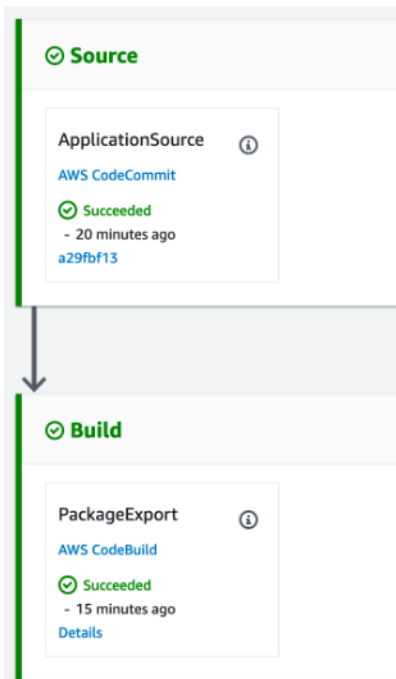 Source
ApplicationSource
AWS CodeCommit
Succeeded
- 20 minutes ago
a29fbf13
Build
PackageExport
AWS CodeBuild
Succeeded
- 15 minutes ago
Details